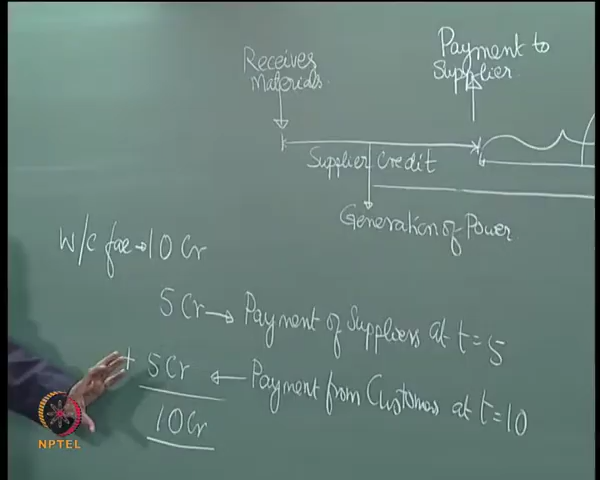 Receives
Materials.
Payment to
Supplier.
Supplier Credit
Generation of Power
W/C for → 10 Cr
5 Cr → Payment of Suppliers at t = 5
+ 5 Cr ← Payment from Customers at t = 10
10 Cr
NPTEL